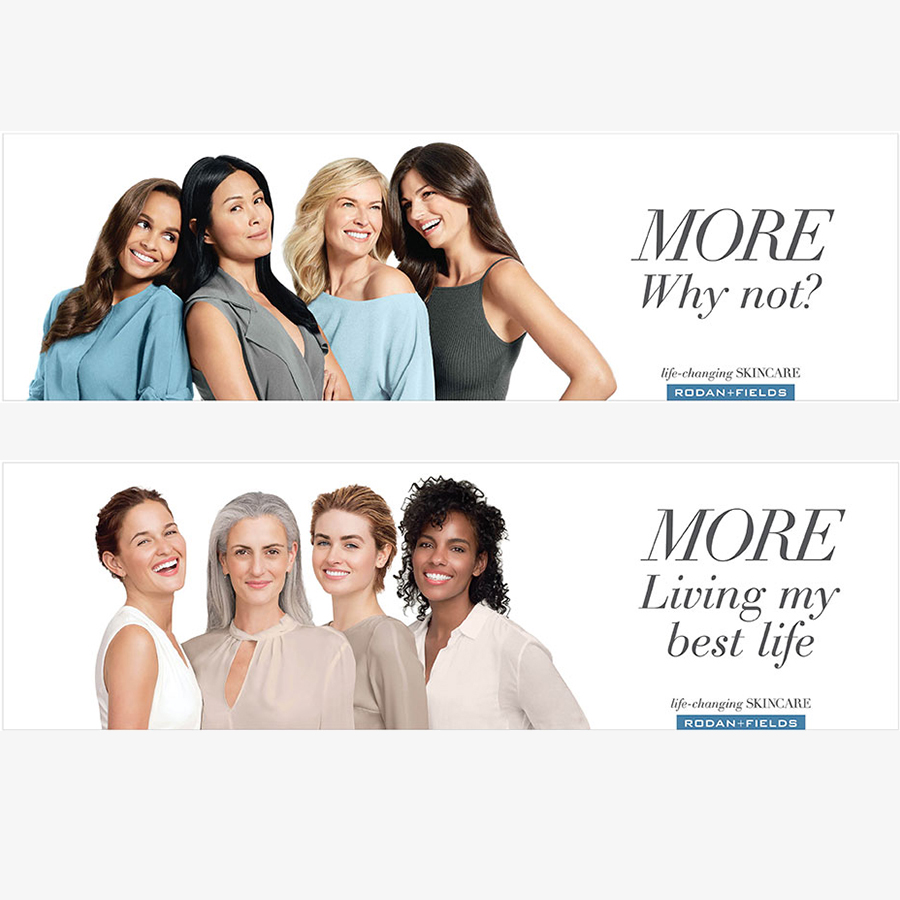 MORE
Why not?
life-changing SKINCARE
RODAN+FIELDS
MORE
Living my
best life
life-changing SKINCARE
RODAN+FIELDS